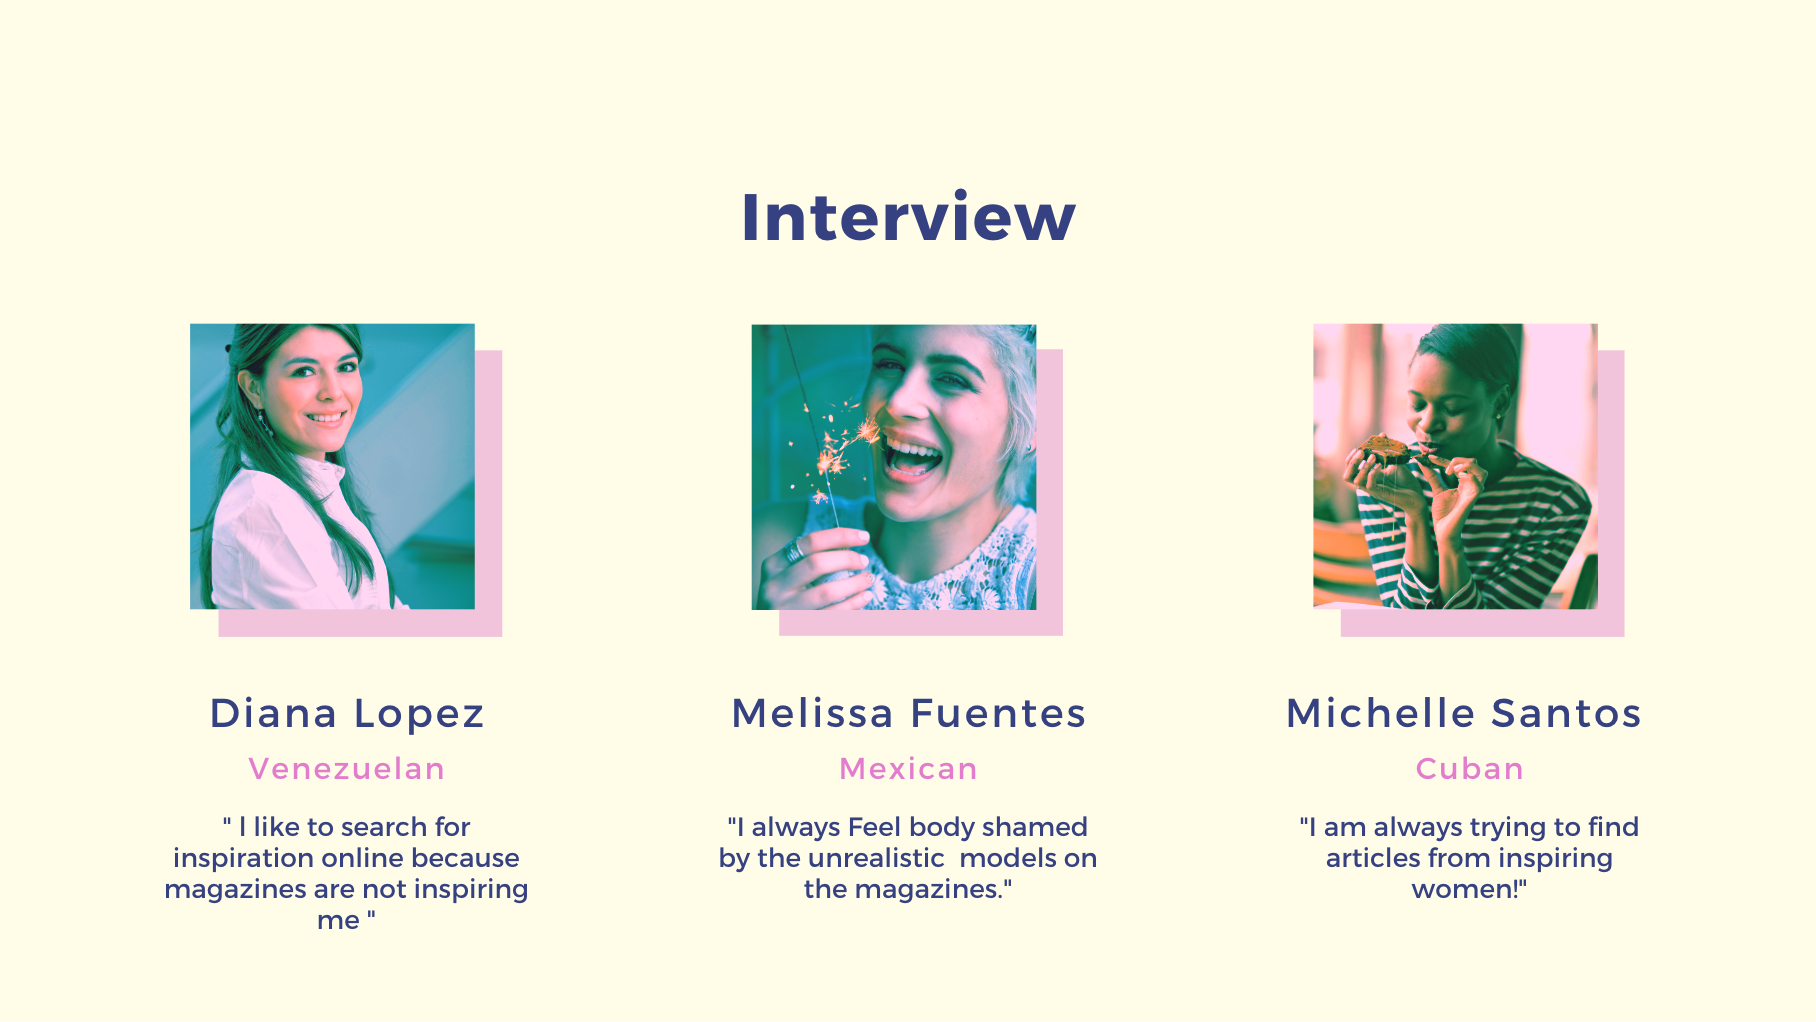 Interview
Diana Lopez
Venezuelan
" I like to search for
inspiration online because
magazines are not inspiring
me "
Melissa Fuentes
Mexican
"I always Feel body shamed
by the unrealistic  models on
the magazines."
Michelle Santos
Cuban
"I am always trying to find
articles from inspiring
women!"